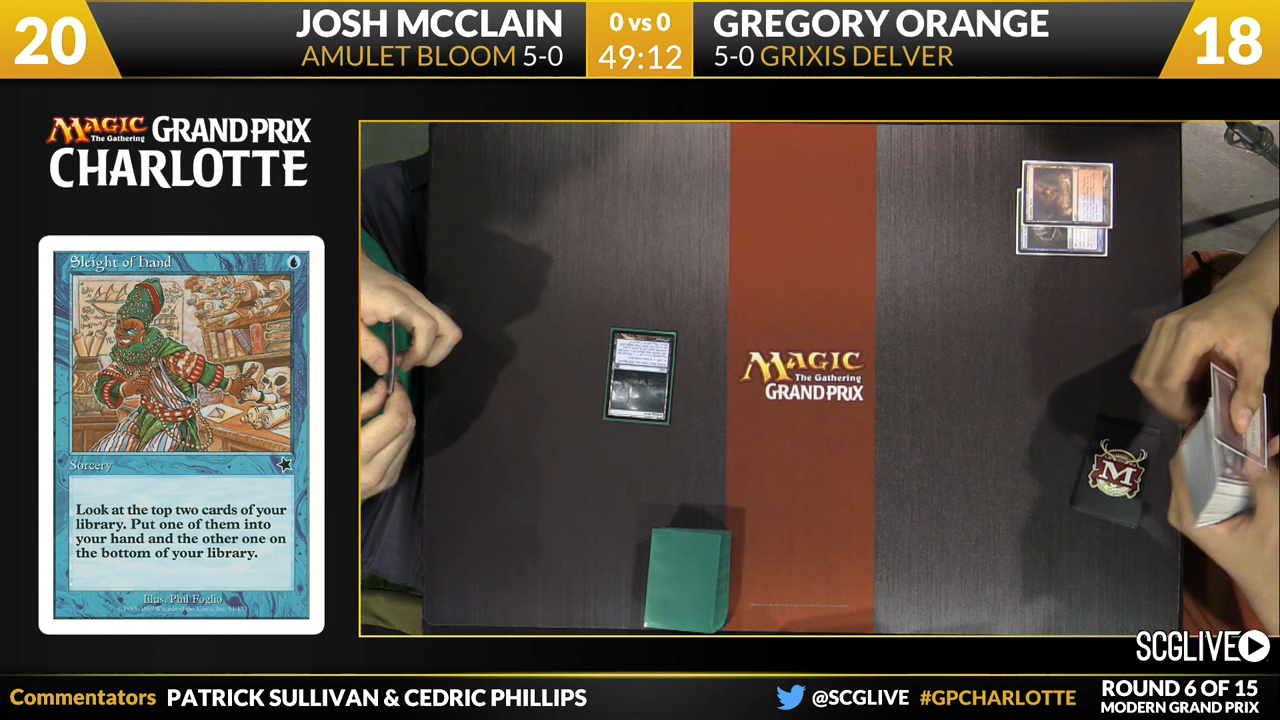 20
JOSH MCCLAIN
AMULET BLOOM 5-0
0 vs 0
49:12
GREGORY ORANGE
5-0 GRIXIS DELVER
18
MAGIC
The Gathering
GRAND PRIX
CHARLOTTE
Sleight of Hand
Sorcery
Look at the top two cards of your
library. Put one of them into
your hand and the other one on
the bottom of your library.
Illus. Phil Foglio
MAGIC
The Gathering
GRAND PRIX
M
SCGLIVE
Commentators PATRICK SULLIVAN & CEDRIC PHILLIPS
@SCGLIVE #GPCHARLOTTE
ROUND 6 OF 15
MODERN GRAND PRIX